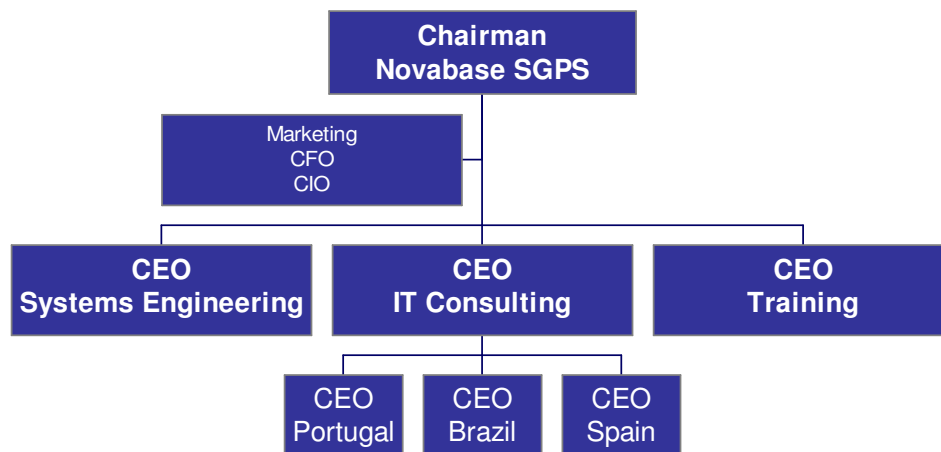 Chairman
Novabase SGPS
Marketing
CFO
CIO
CEO
Systems Engineering
CEO
IT Consulting
CEO
Training
CEO
Portugal
CEO
Brazil
CEO
Spain